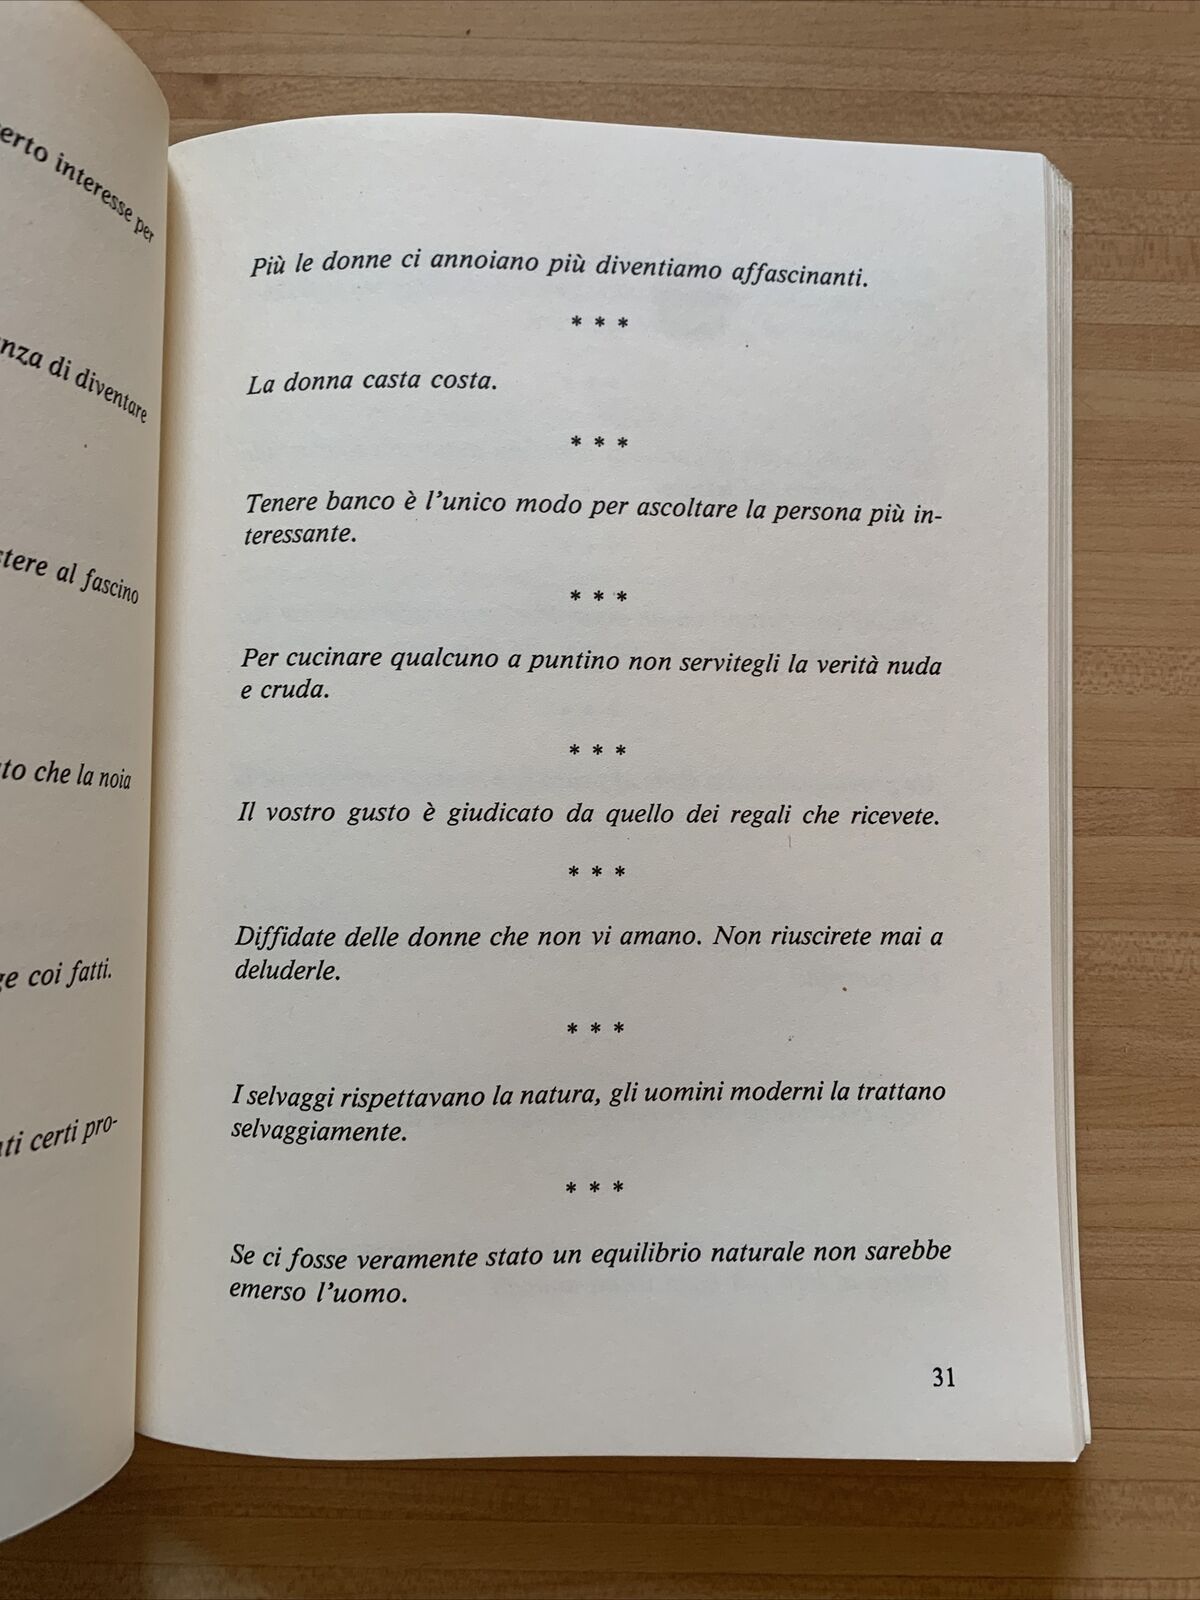 erto interesse per
nza di diventare
stere al fascino
to che la noia
ge coi fatti.
ti certi pro-
Più le donne ci annoiano più diventiamo affascinanti.
* * *
La donna casta costa.
* * *
Tenere banco è l'unico modo per ascoltare la persona più in-
teressante.
* * *
Per cucinare qualcuno a puntino non servitegli la verità nuda
e cruda.
* * *
Il vostro gusto è giudicato da quello dei regali che ricevete.
* * *
Diffidate delle donne che non vi amano. Non riuscirete mai a
deluderle.
* * *
I selvaggi rispettavano la natura, gli uomini moderni la trattano
selvaggiamente.
* * *
Se ci fosse veramente stato un equilibrio naturale non sarebbe
emerso l'uomo.
31